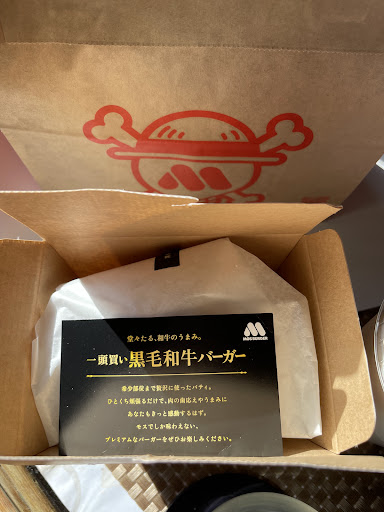 堂々たる、和牛のうまみ。
MOS BURGER
一頭買い 黒毛和牛バーガー
希少部位まで贅沢に使ったパティ。
ひとくち頬張るだけで、肉の歯応えやうまみに
あなたもきっと感動するはず。
モスでしか味わえない。
プレミアムなバーガーをぜひお楽しみください。